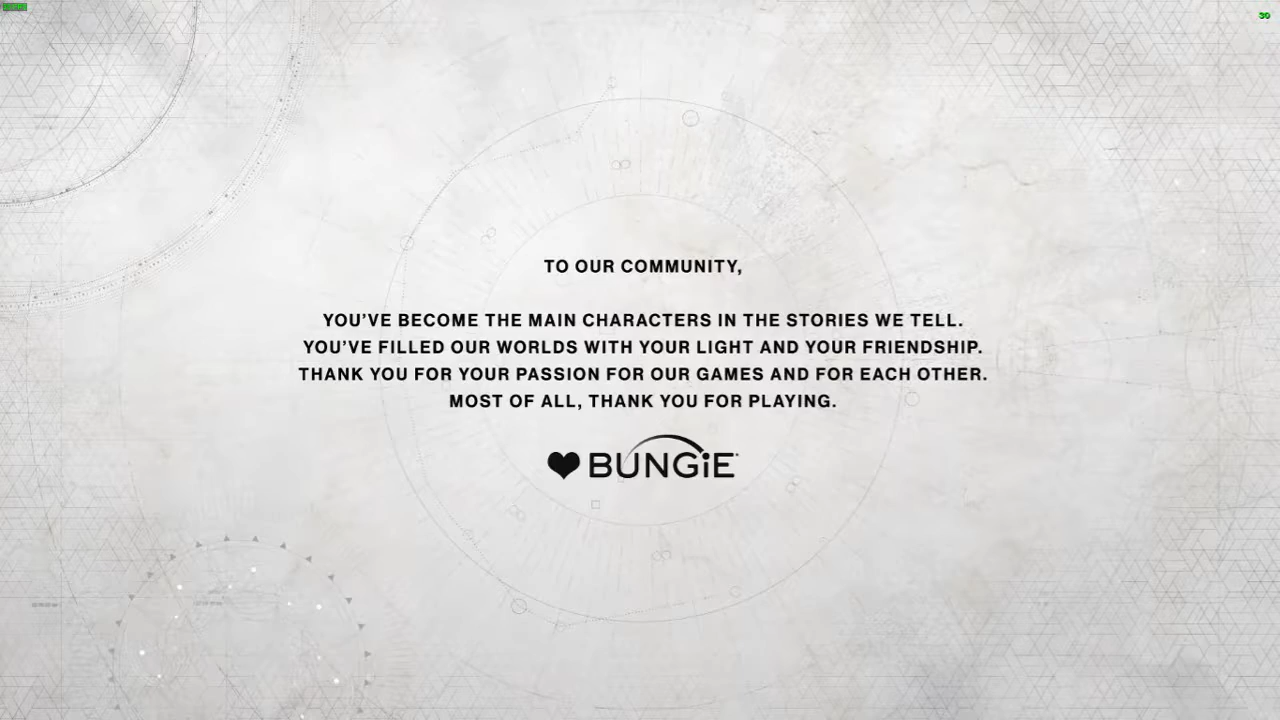 30
TO OUR COMMUNITY,
YOU'VE BECOME THE MAIN CHARACTERS IN THE STORIES WE TELL.
YOU'VE FILLED OUR WORLDS WITH YOUR LIGHT AND YOUR FRIENDSHIP.
THANK YOU FOR YOUR PASSION FOR OUR GAMES AND FOR EACH OTHER.
MOST OF ALL, THANK YOU FOR PLAYING.
BUNGiE